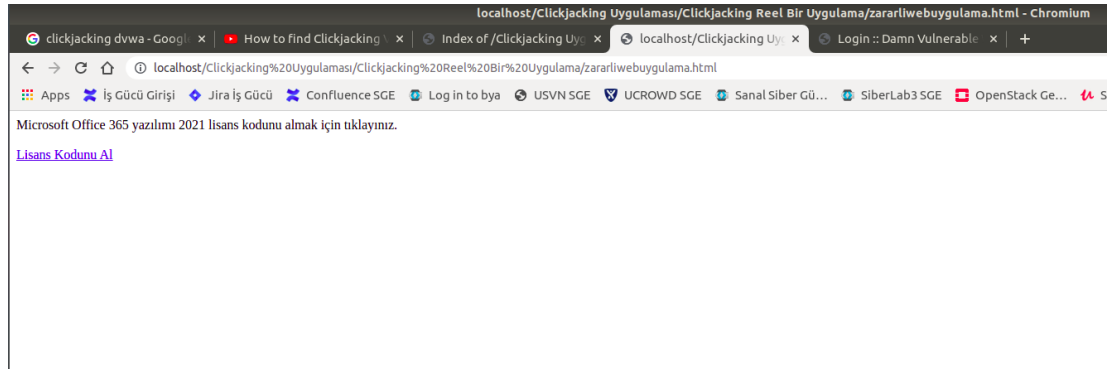 localhost/Clickjacking Uygulaması/Clickjacking Reel Bir Uygulama/zararliwebuygulama.html - Chromium
clickjacking dvwa - Googl How to find Clickjacking Index of /Clickjacking Uyg localhost/Clickjacking Uyg Login :: Damn Vulnerable
localhost/Clickjacking%20Uygulaması/Clickjacking%20Reel%20Bir%20Uygulama/zararliwebuygulama.html
Apps İş Gücü Girişi Jira İş Gücü Confluence SGE Log in to bya USVN SGE UCROWD SGE Sanal Siber Gü... SiberLab3 SGE OpenStack Ge... S
Microsoft Office 365 yazılımı 2021 lisans kodunu almak için tıklayınız.
Lisans Kodunu Al